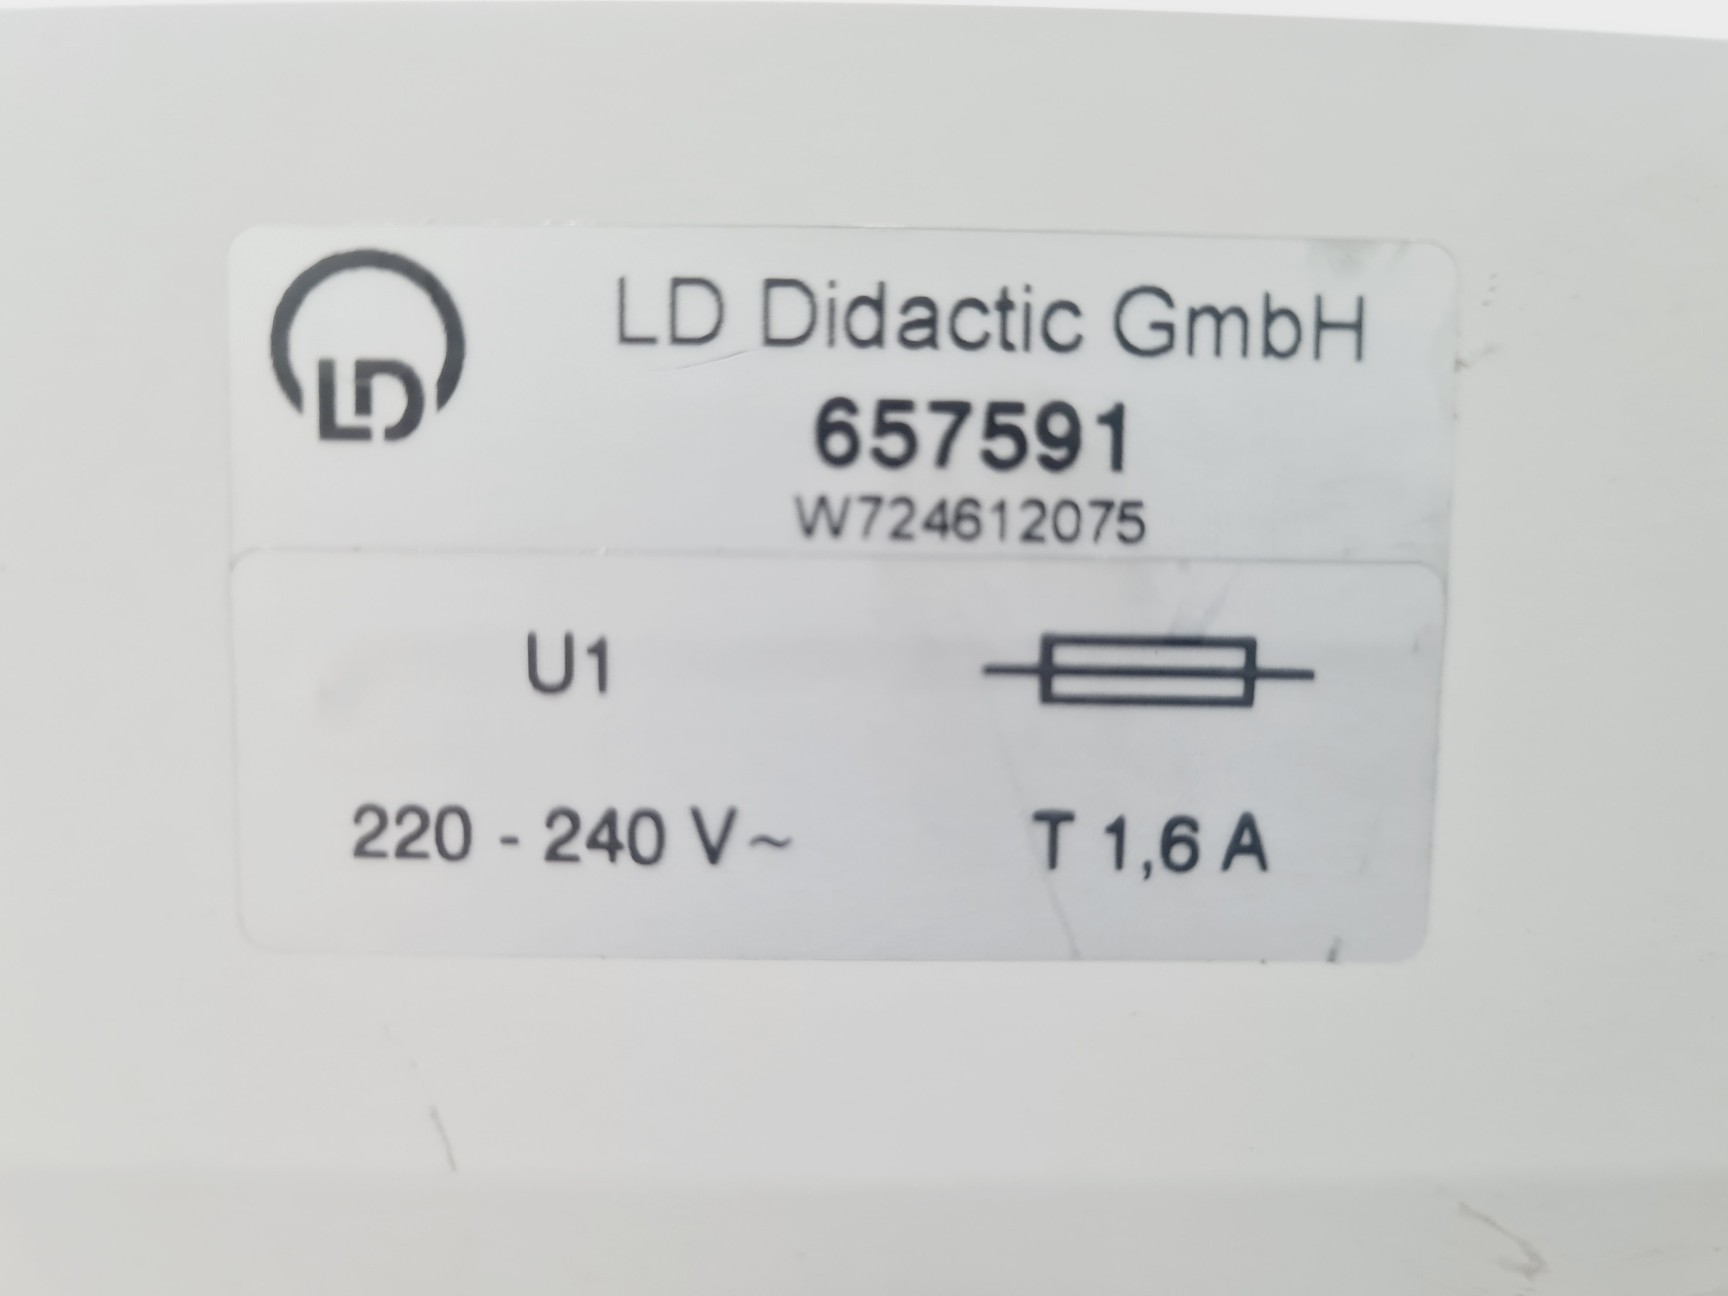 LD
LD Didactic GmbH
657591
W724612075
U1
220 - 240 V~
T 1,6 A